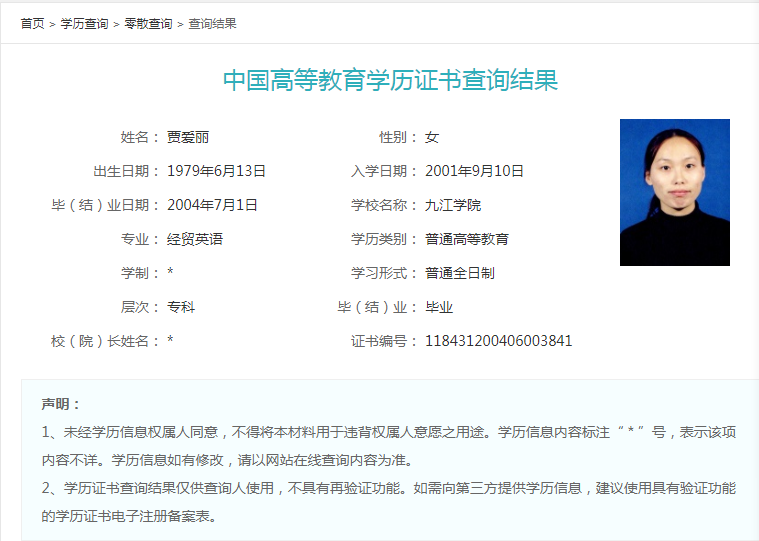 首页 > 学历查询 > 零散查询 > 查询结果
中国高等教育学历证书查询结果
姓名： 贾爱丽 性别： 女
出生日期： 1979年6月13日 入学日期： 2001年9月10日
毕（结）业日期： 2004年7月1日 学校名称： 九江学院
专业： 经贸英语 学历类别： 普通高等教育
学制： * 学习形式： 普通全日制
层次： 专科 毕（结）业： 毕业
校（院）长姓名： * 证书编号： 118431200406003841
声明：
1、未经学历信息权属人同意，不得将本材料用于违背权属人意愿之用途。学历信息内容标注“ * ”号，表示该项
内容不详。学历信息如有修改，请以网站在线查询内容为准。
2、学历证书查询结果仅供查询人使用，不具有再验证功能。如需向第三方提供学历信息，建议使用具有验证功能
的学历证书电子注册备案表。